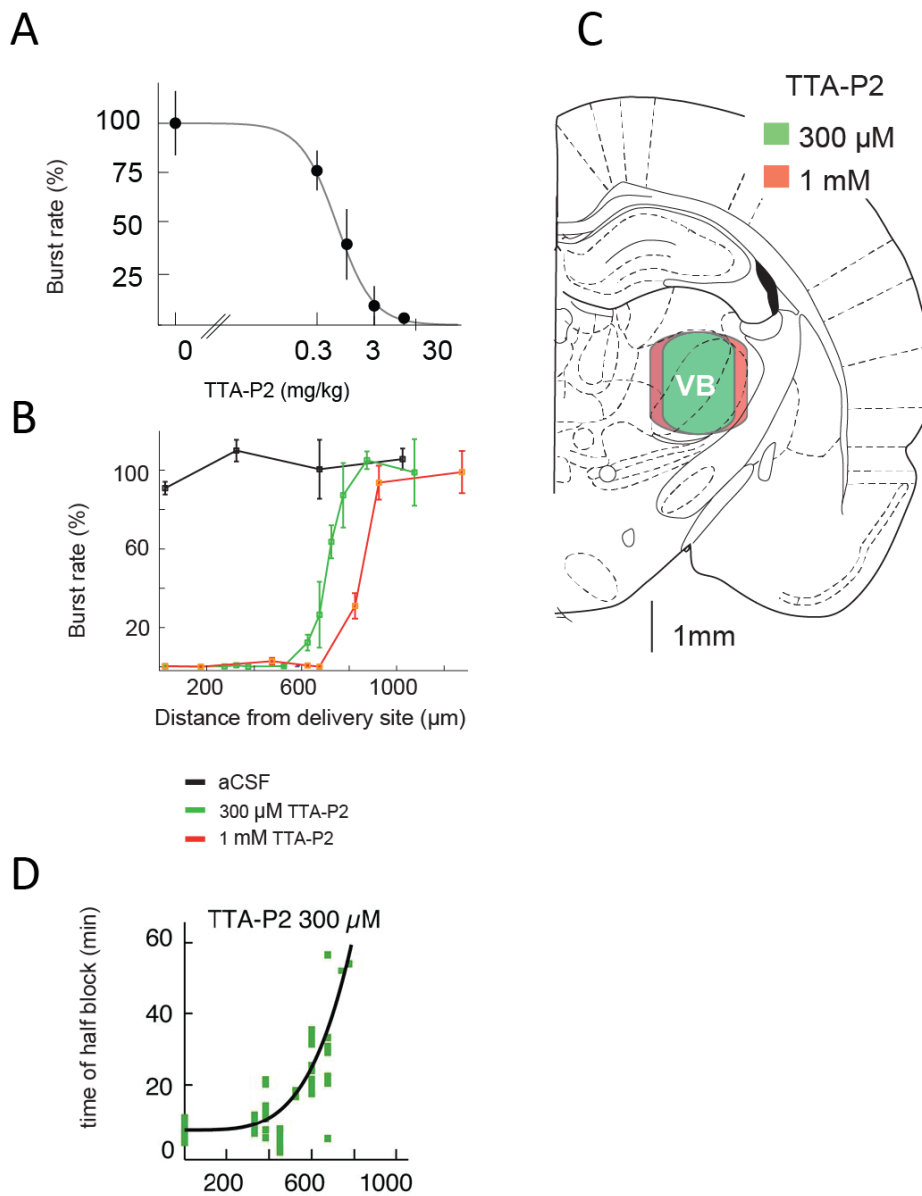 A
Burst rate (%)
100
75
50
25
0
0.3
3
30
TTA-P2 (mg/kg)
B
Burst rate (%)
100
60
20
200
600
1000
Distance from delivery site (µm)
aCSF
300 µM TTA-P2
1 mM TTA-P2
C
TTA-P2
300 µM
1 mM
VB
1mm
D
TTA-P2 300 µM
time of half block (min)
60
40
20
0
200
600
1000